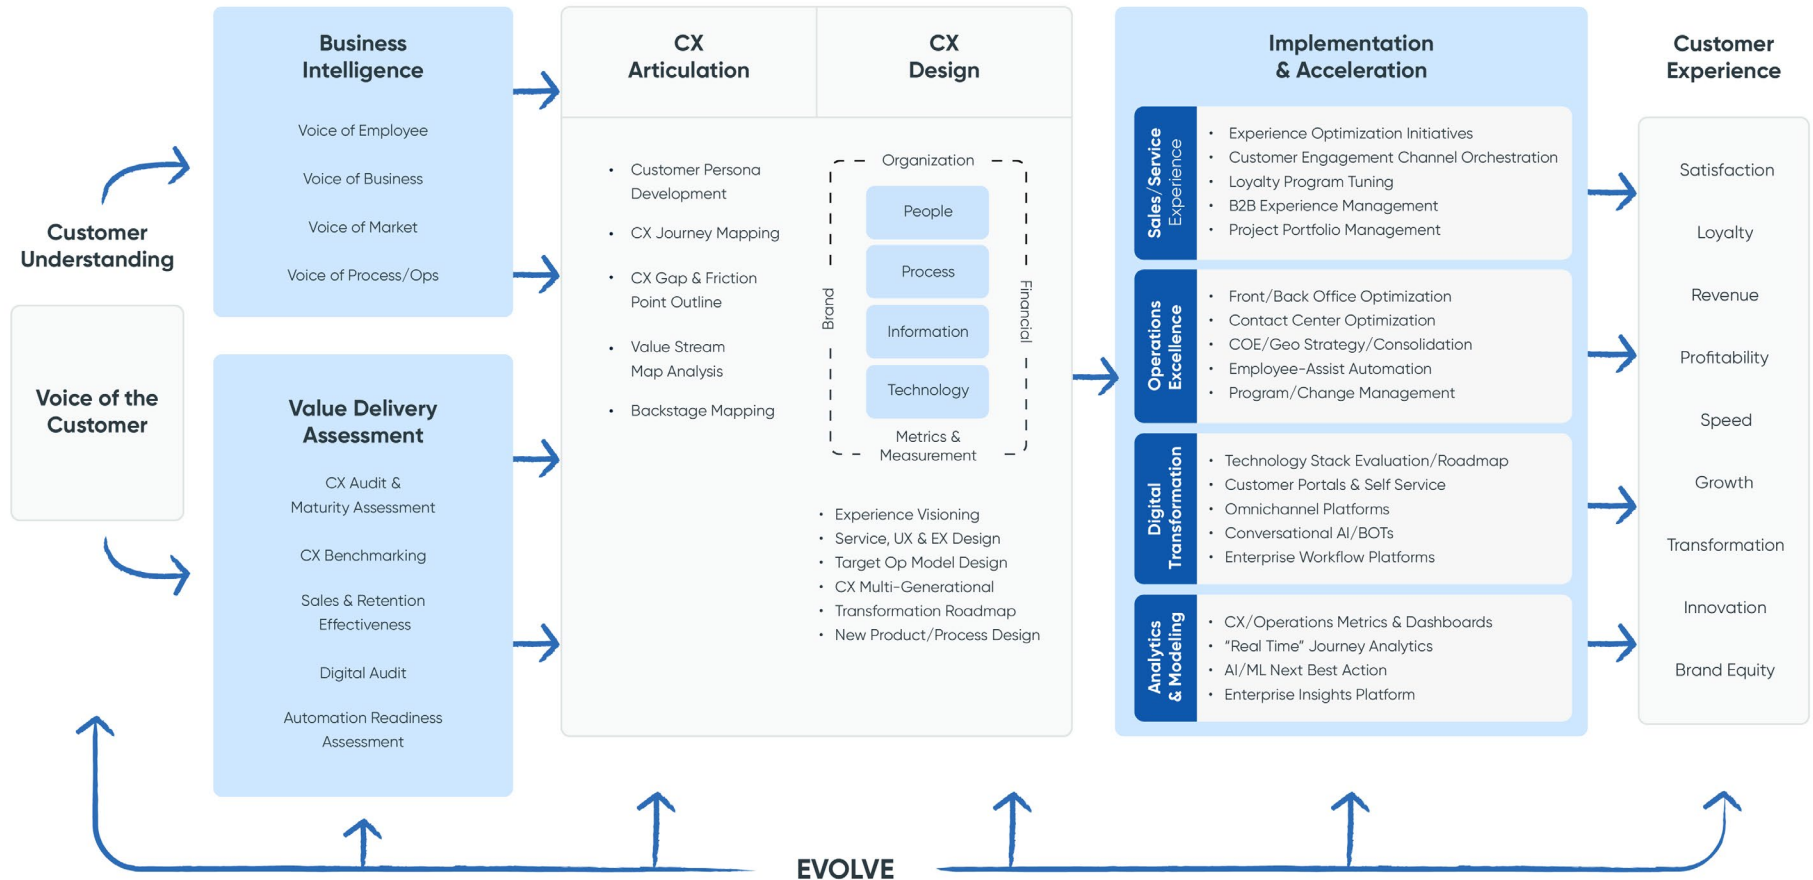 Customer
Understanding
Voice of the
Customer
Business
Intelligence
Voice of Employee
Voice of Business
Voice of Market
Voice of Process/Ops
Value Delivery
Assessment
CX Audit &
Maturity Assessment
CX Benchmarking
Sales & Retention
Effectiveness
Digital Audit
Automation Readiness
Assessment
CX
Articulation
• Customer Persona
Development
• CX Journey Mapping
• CX Gap & Friction
Point Outline
• Value Stream
Map Analysis
• Backstage Mapping
CX
Design
Organization
Brand
People
Process
Information
Technology
Financial
Metrics &
Measurement
• Experience Visioning
• Service, UX & EX Design
• Target Op Model Design
• CX Multi-Generational
• Transformation Roadmap
• New Product/Process Design
Implementation
& Acceleration
Sales/Service
Experience
• Experience Optimization Initiatives
• Customer Engagement Channel Orchestration
• Loyalty Program Tuning
• B2B Experience Management
• Project Portfolio Management
Operations
Excellence
• Front/Back Office Optimization
• Contact Center Optimization
• COE/Geo Strategy/Consolidation
• Employee-Assist Automation
• Program/Change Management
Digital
Transformation
• Technology Stack Evaluation/Roadmap
• Customer Portals & Self Service
• Omnichannel Platforms
• Conversational AI/BOTs
• Enterprise Workflow Platforms
Analytics
& Modeling
• CX/Operations Metrics & Dashboards
• “Real Time” Journey Analytics
• AI/ML Next Best Action
• Enterprise Insights Platform
Customer
Experience
Satisfaction
Loyalty
Revenue
Profitability
Speed
Growth
Transformation
Innovation
Brand Equity
EVOLVE